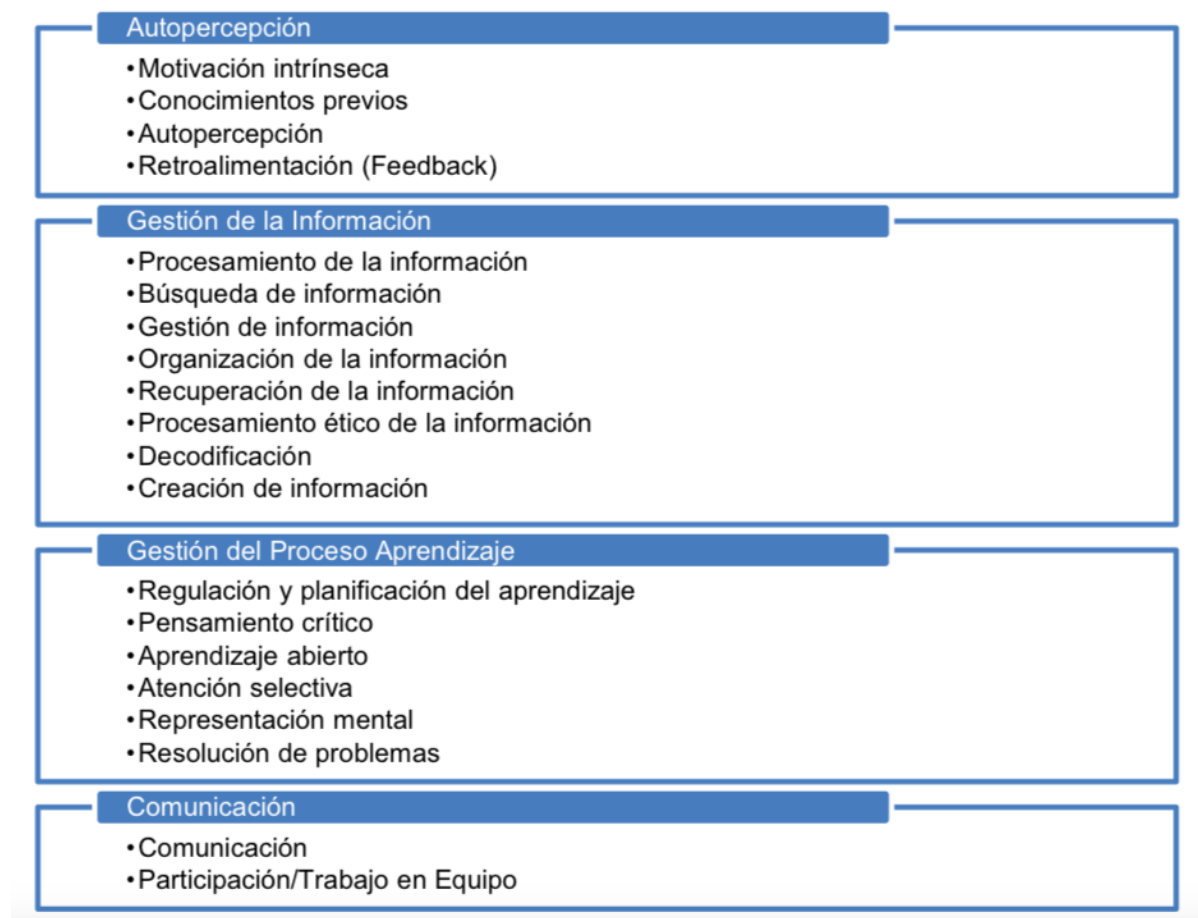 Autopercepción
•Motivación intrínseca
•Conocimientos previos
•Autopercepción
•Retroalimentación (Feedback)
Gestión de la Información
•Procesamiento de la información
•Búsqueda de información
•Gestión de información
•Organización de la información
•Recuperación de la información
•Procesamiento ético de la información
•Decodificación
•Creación de información
Gestión del Proceso Aprendizaje
•Regulación y planificación del aprendizaje
•Pensamiento crítico
•Aprendizaje abierto
•Atención selectiva
•Representación mental
•Resolución de problemas
Comunicación
•Comunicación
•Participación/Trabajo en Equipo